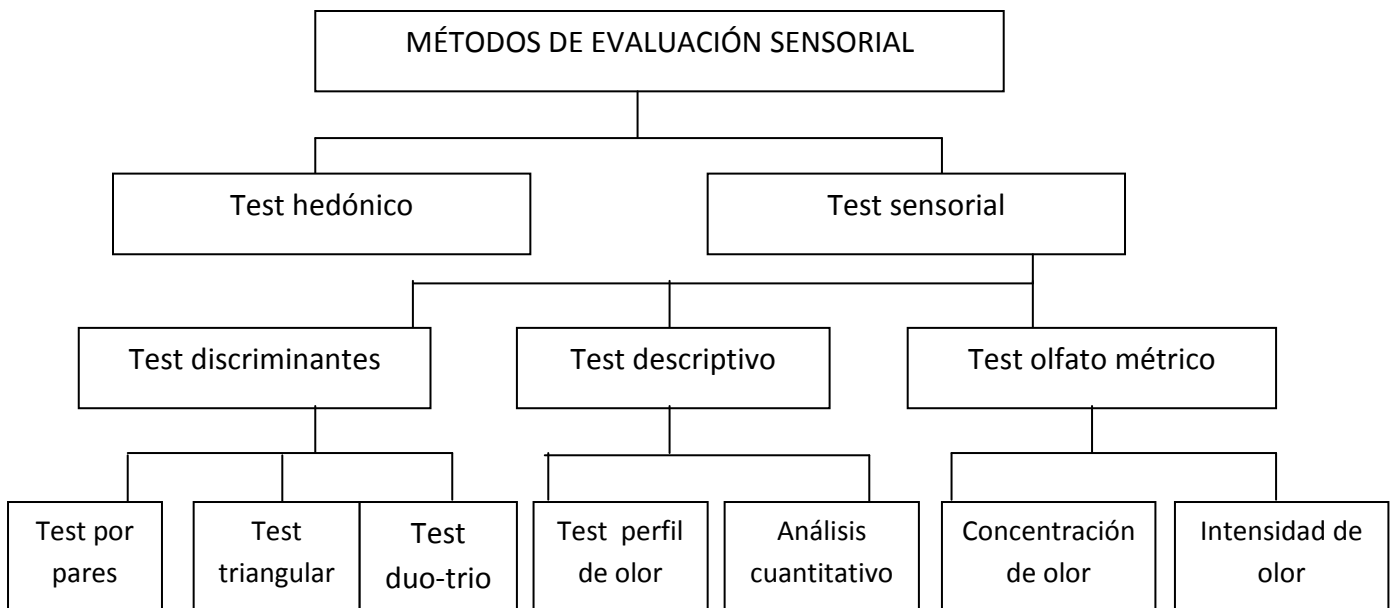 MÉTODOS DE EVALUACIÓN SENSORIAL
Test hedónico
Test sensorial
Test discriminantes
Test descriptivo
Test olfato métrico
Test por
pares
Test
triangular
Test
duo-trio
Test perfil
de olor
Análisis
cuantitativo
Concentración
de olor
Intensidad de
olor